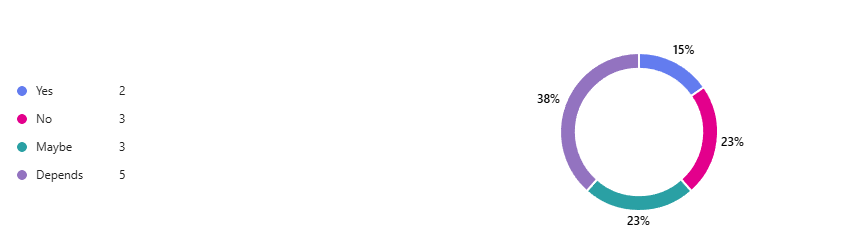 15%
Yes 2
38%
No 3
23%
Maybe 3
Depends 5
23%